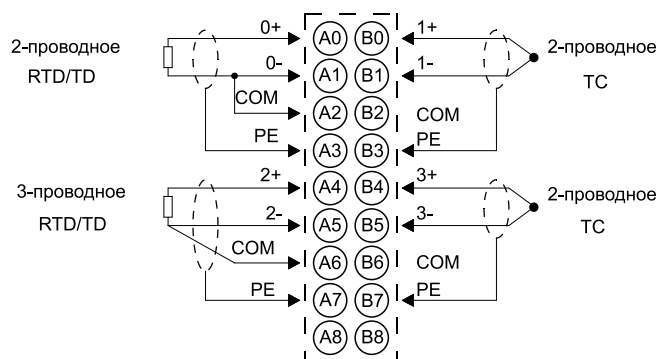 0+ A0 B0 1+
2-проводное 2-проводное
0- A1 B1 1-
RTD/TD TC
COM A2 B2 COM
PE A3 B3 PE
2+ A4 B4 3+
3-проводное 2-проводное
2- A5 B5 3-
RTD/TD TC
COM A6 B6 COM
PE A7 B7 PE
A8 B8